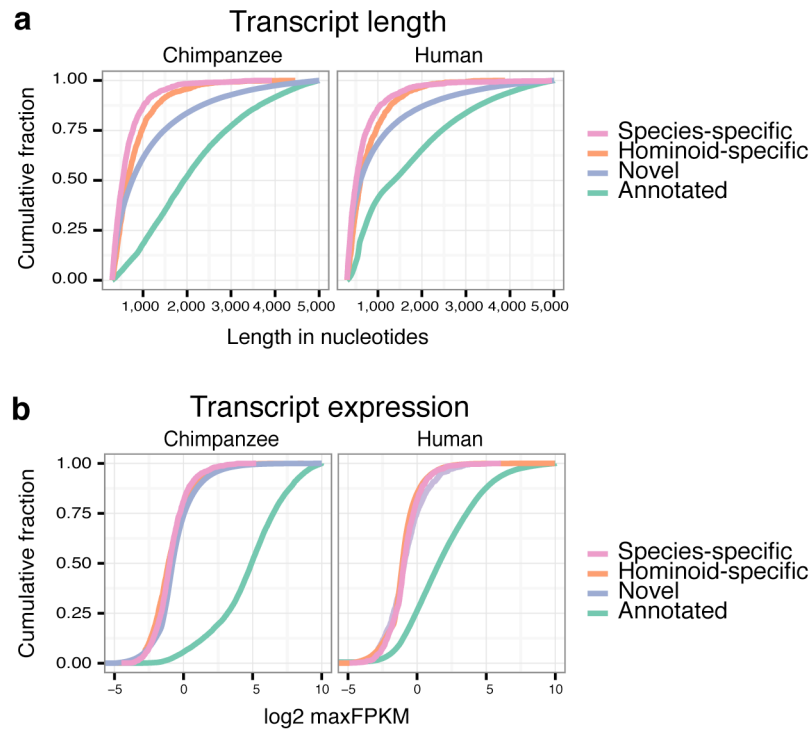 a
Transcript length
Chimpanzee
Human
Cumulative fraction
1.00
0.75
0.50
0.25
0.00
1,000 2,000 3,000 4,000 5,000
1,000 2,000 3,000 4,000 5,000
Length in nucleotides
Species-specific
Hominoid-specific
Novel
Annotated
b
Transcript expression
Chimpanzee
Human
Cumulative fraction
1.00
0.75
0.50
0.25
0.00
−5 0 5 10
−5 0 5 10
log2 maxFPKM
Species-specific
Hominoid-specific
Novel
Annotated